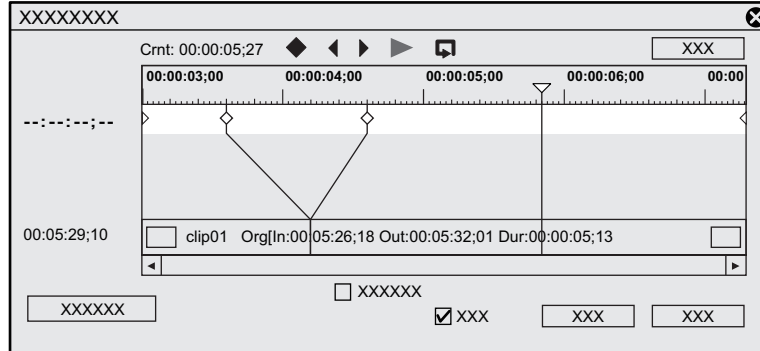 XXXXXXXX
Crnt: 00:00:05;27
XXX
00:00:03;00 00:00:04;00 00:00:05;00 00:00:06;00 00:00
--:--:--;--
00:05:29;10 clip01 Org[In:00:05:26;18 Out:00:05:32;01 Dur:00:00:05;13
XXXXXX
XXXXXX
XXX XXX XXX